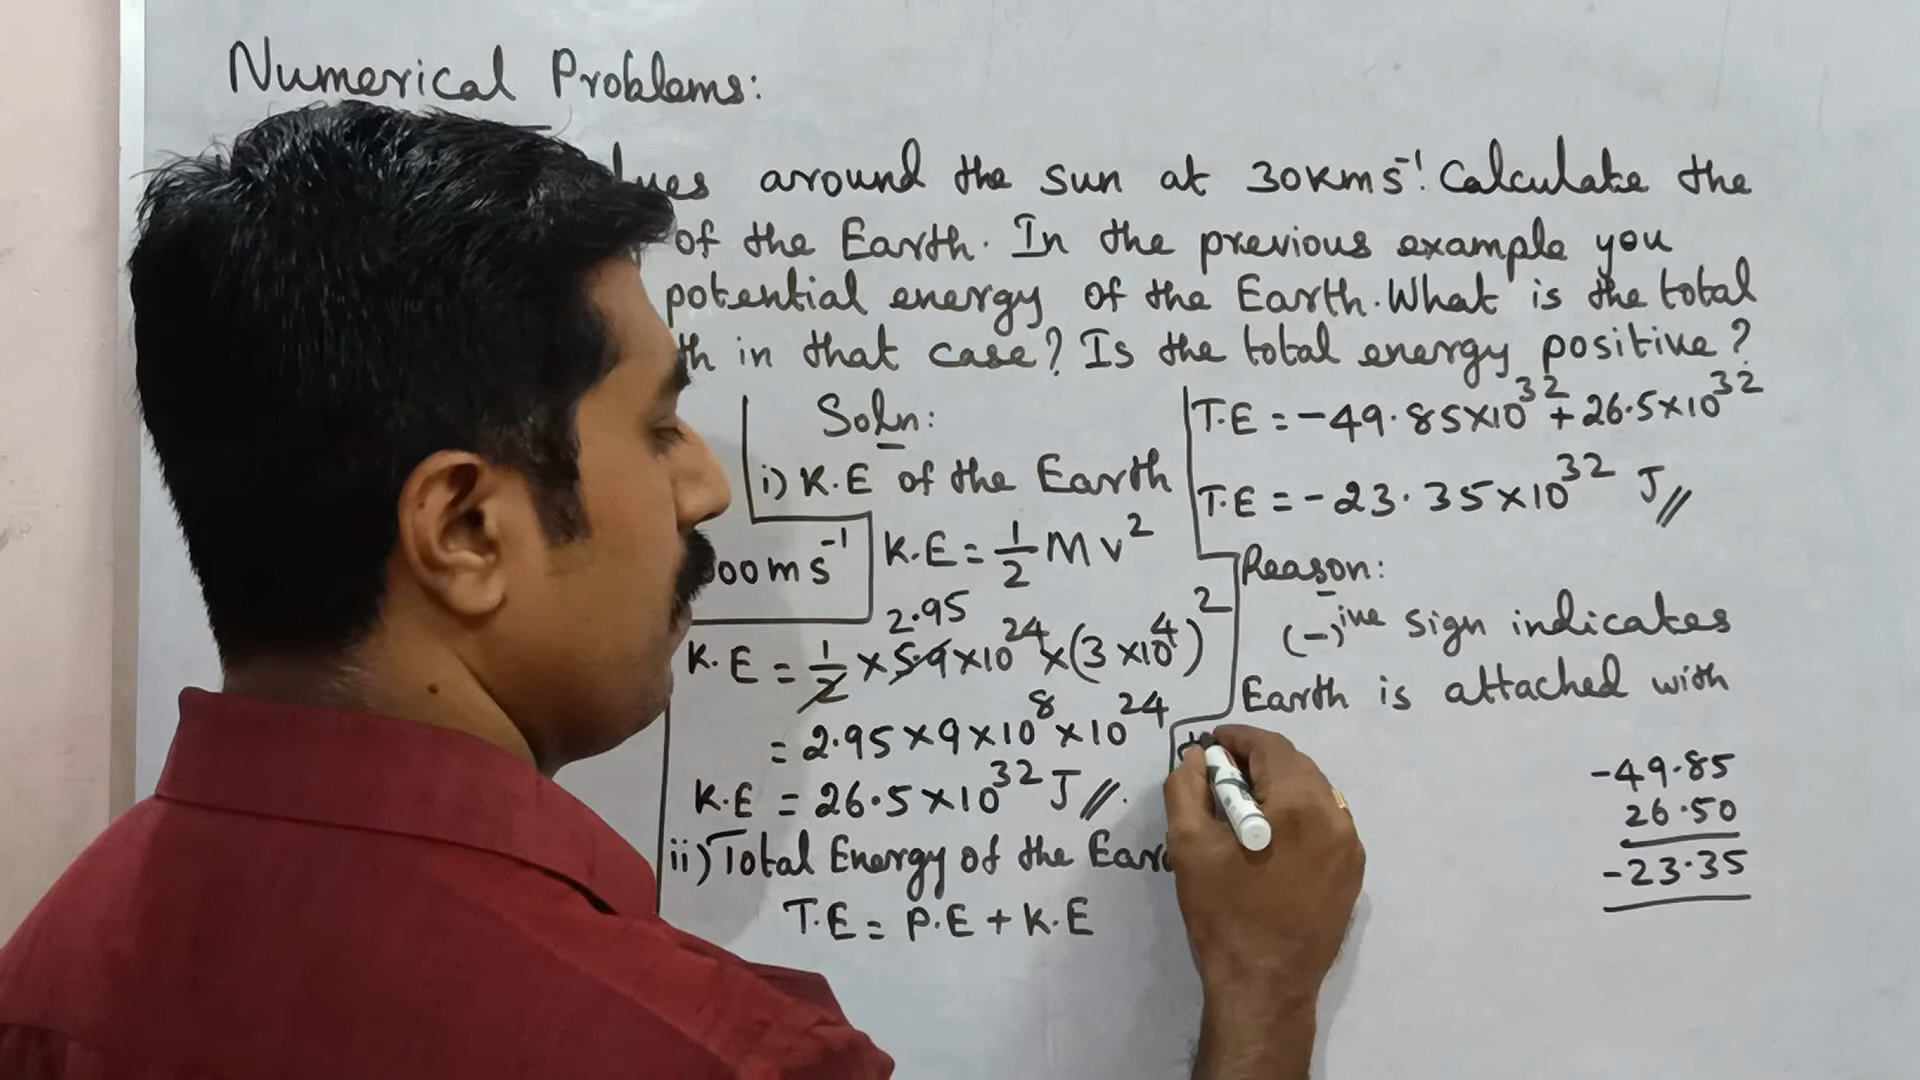 Numerical Problems:
around the sun at 30Kms⁻¹. Calculate the
of the Earth. In the previous example you
potential energy of the Earth. What is the total
in that case? Is the total energy positive?
Soln:
i) K.E of the Earth
00ms⁻¹
K.E = 1/2 Mv²
2.95
K.E = 1/2 × 5.9×10²⁴×(3×10⁴)²
= 2.95×9×10⁸×10²⁴
K.E = 26.5×10³² J//.
ii) Total Energy of the Ear
T.E = P.E + K.E
T.E = -49.85×10³² + 26.5×10³²
T.E = -23.35×10³² J//
Reason:
(-)ⁱᵛᵉ sign indicates
Earth is attached with
-49.85
26.50
-23.35